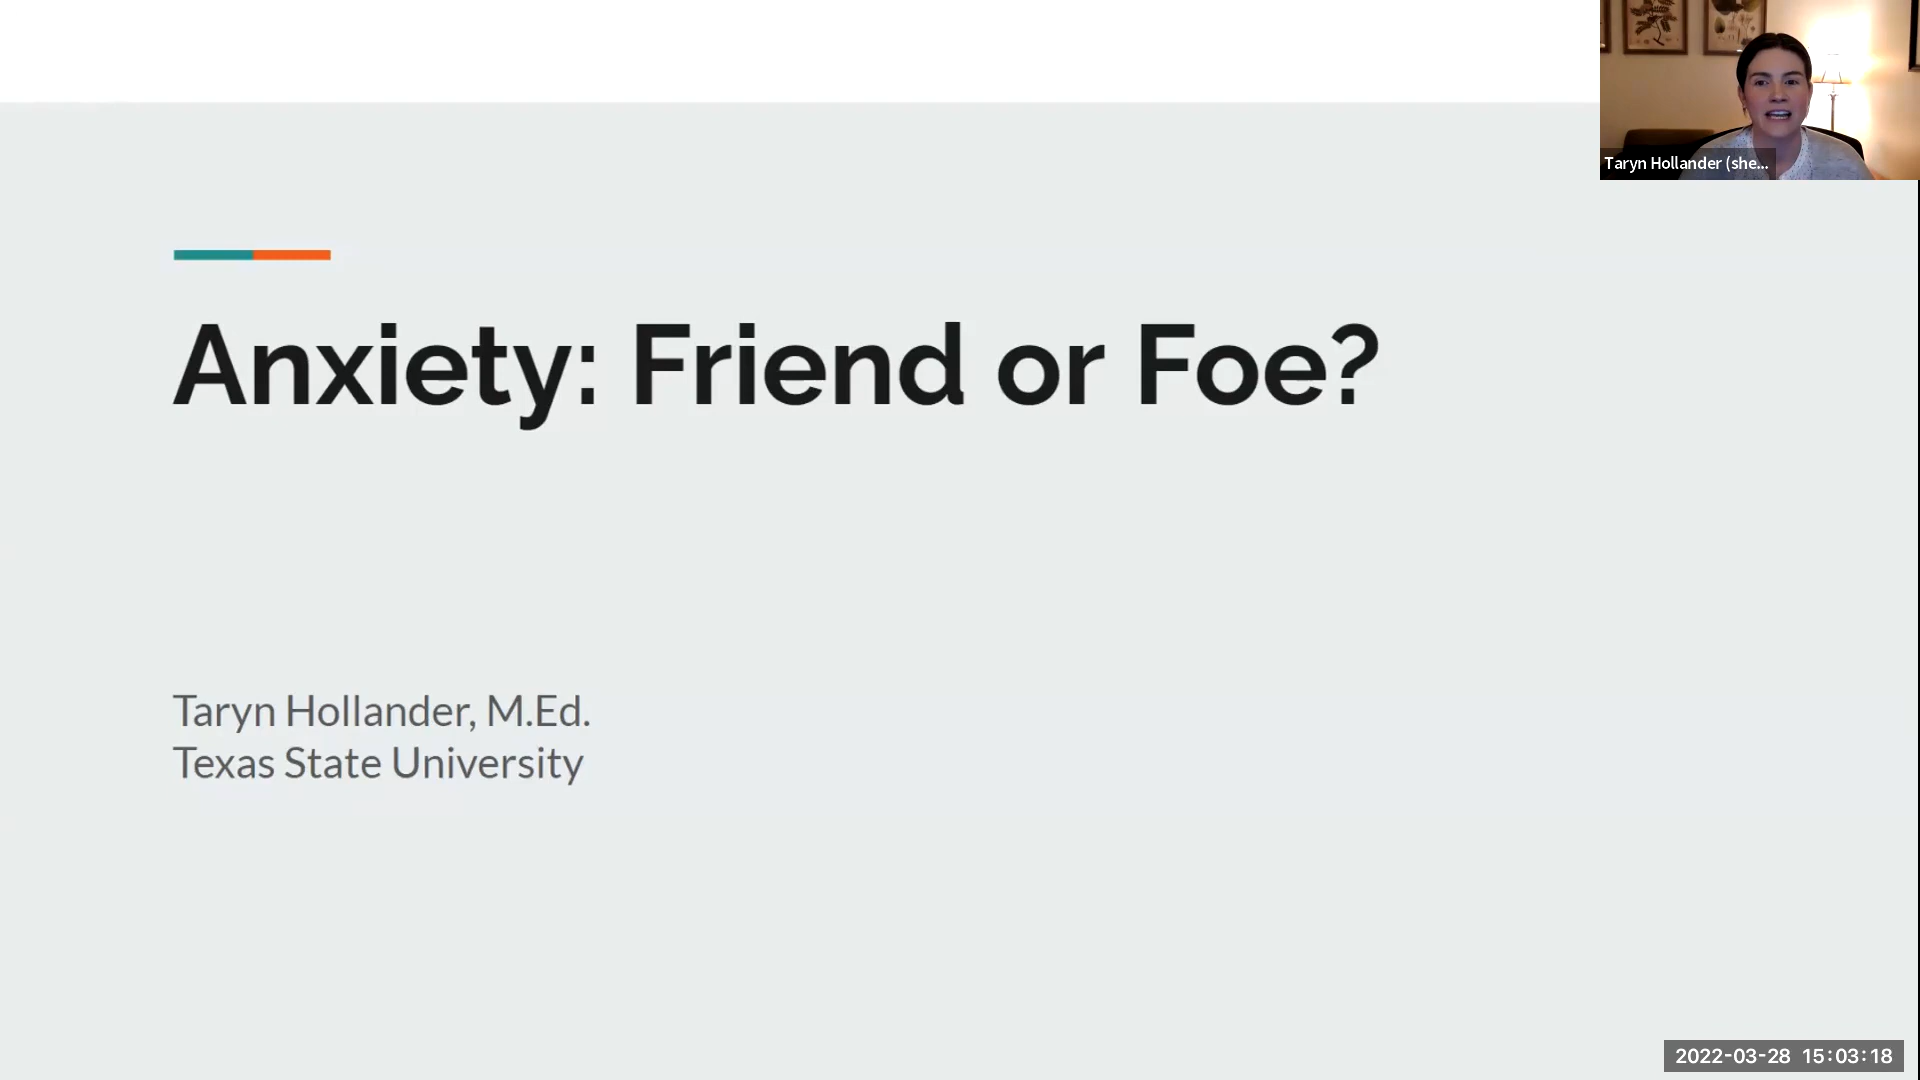 Taryn Hollander (she...
Anxiety: Friend or Foe?
Taryn Hollander, M.Ed.
Texas State University
2022-03-28 15:03:18